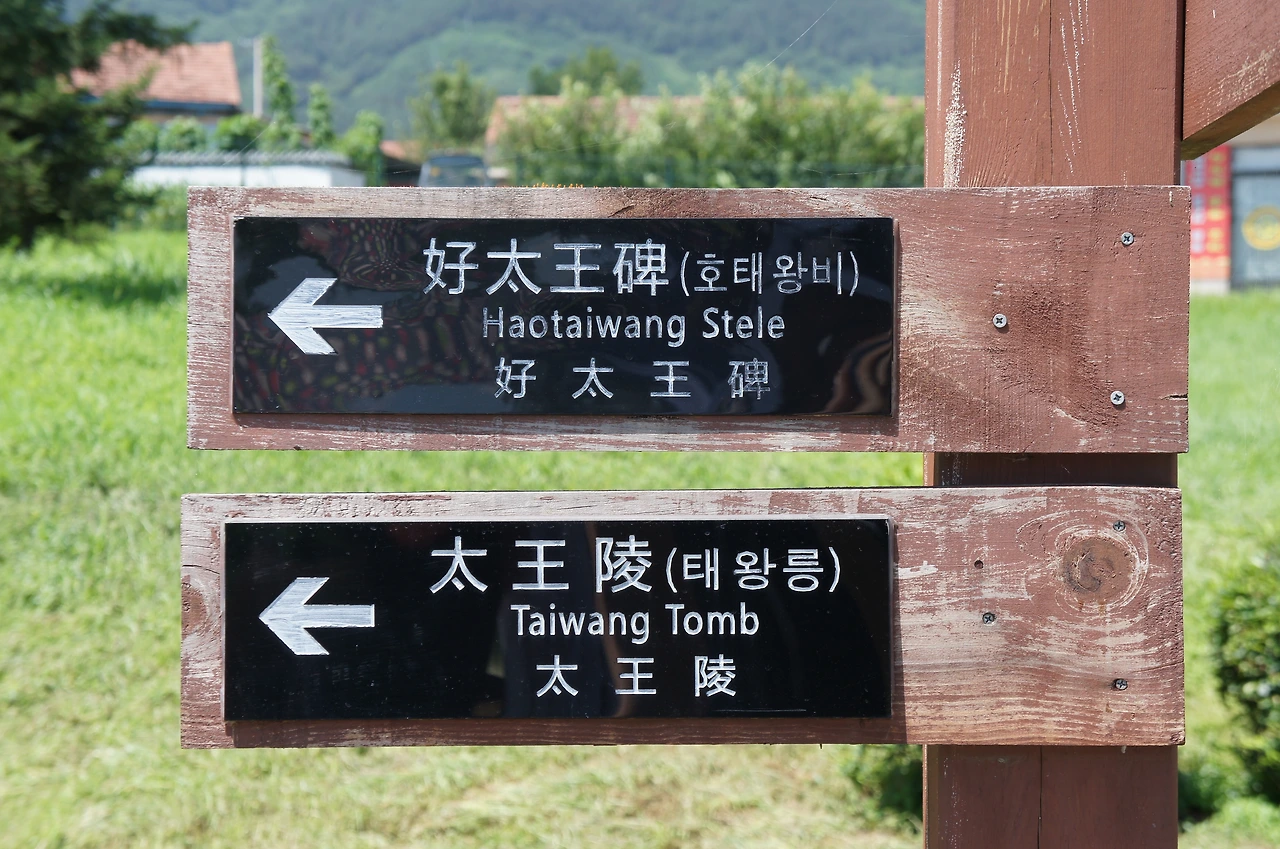 好太王碑(호태왕비)
Haotaiwang Stele
好太王碑
太王陵(태왕릉)
Taiwang Tomb
太王陵